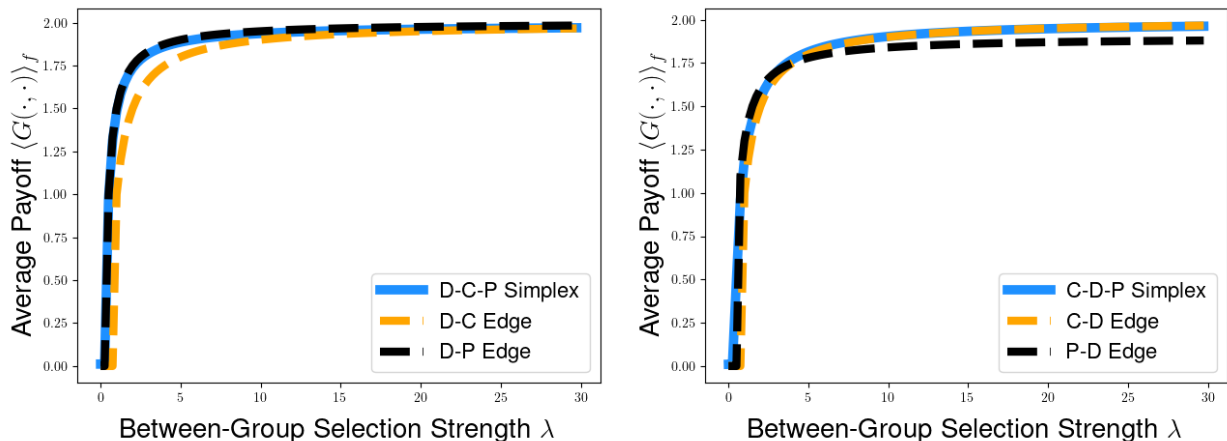 Average Payoff ⟨G(·, ·)⟩_f
2.00
1.75
1.50
1.25
1.00
0.75
0.50
0.25
0.00
D-C-P Simplex
D-C Edge
D-P Edge
0 5 10 15 20 25 30
Between-Group Selection Strength λ
Average Payoff ⟨G(·, ·)⟩_f
2.00
1.75
1.50
1.25
1.00
0.75
0.50
0.25
0.00
C-D-P Simplex
C-D Edge
P-D Edge
0 5 10 15 20 25 30
Between-Group Selection Strength λ